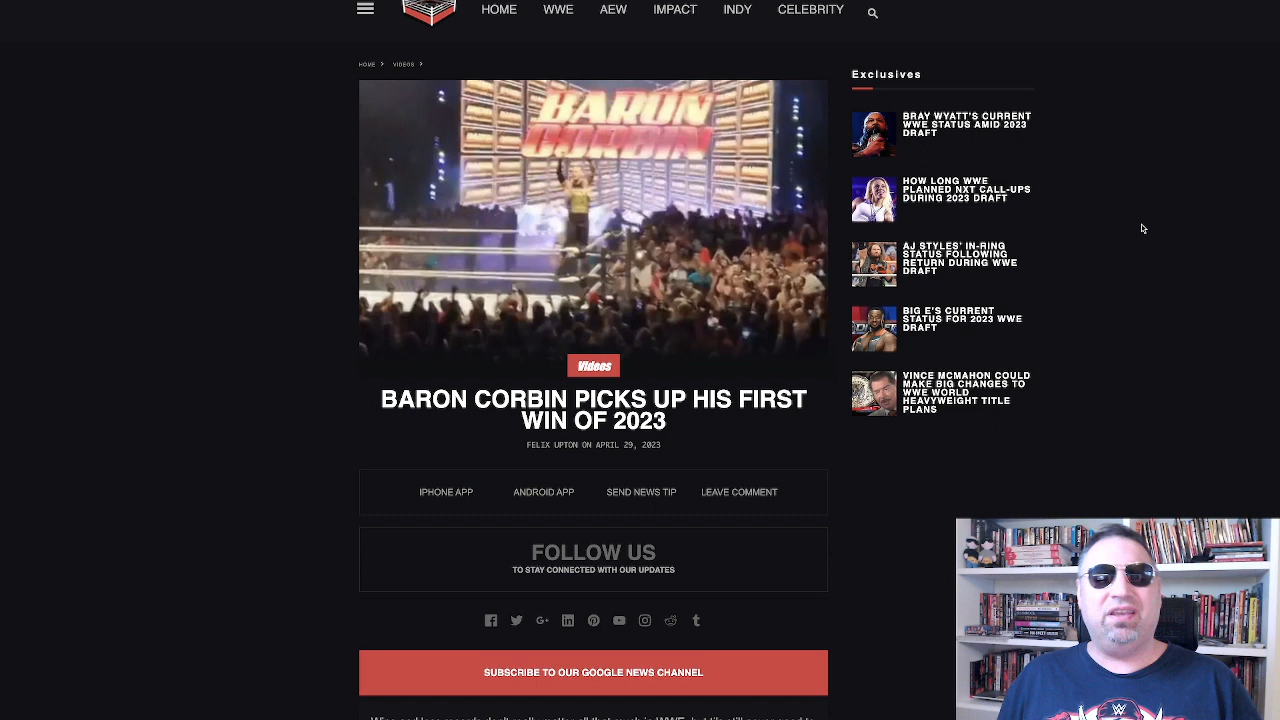 HOME WWE AEW IMPACT INDY CELEBRITY
HOME VIDEOS
BARON
CORBIN
Videos
BARON CORBIN PICKS UP HIS FIRST
WIN OF 2023
FELIX UPTON ON APRIL 29, 2023
IPHONE APP ANDROID APP SEND NEWS TIP LEAVE COMMENT
FOLLOW US
TO STAY CONNECTED WITH OUR UPDATES
SUBSCRIBE TO OUR GOOGLE NEWS CHANNEL
Exclusives
BRAY WYATT'S CURRENT
WWE STATUS AMID 2023
DRAFT
HOW LONG WWE
PLANNED NXT CALL-UPS
DURING 2023 DRAFT
AJ STYLES' IN-RING
STATUS FOLLOWING
RETURN DURING WWE
DRAFT
BIG E'S CURRENT
STATUS FOR 2023 WWE
DRAFT
VINCE MCMAHON COULD
MAKE BIG CHANGES TO
WWE WORLD
HEAVYWEIGHT TITLE
PLANS